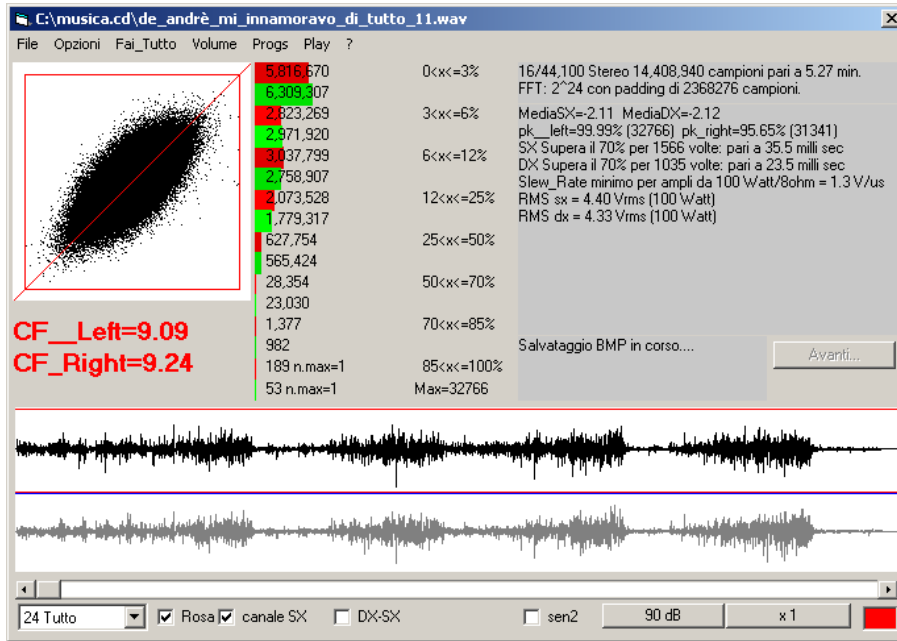 C:\musica.cd\de_andrè_mi_innamoravo_di_tutto_11.wav
File Opzioni Fai_Tutto Volume Progs Play ?
5,816,670 0<x<=3%
6,309,307
2,823,269 3<x<=6%
2,971,920
3,037,799 6<x<=12%
2,758,907
2,073,528 12<x<=25%
1,779,317
627,754 25<x<=50%
565,424
28,354 50<x<=70%
23,030
1,377 70<x<=85%
982
189 n.max=1 85<x<=100%
53 n.max=1 Max=32766
16/44,100 Stereo 14,408,940 campioni pari a 5.27 min.
FFT: 2^24 con padding di 2368276 campioni.
MediaSX=-2.11 MediaDX=-2.12
pk__left=99.99% (32766) pk_right=95.65% (31341)
SX Supera il 70% per 1566 volte: pari a 35.5 milli sec
DX Supera il 70% per 1035 volte: pari a 23.5 milli sec
Slew_Rate minimo per ampli da 100 Watt/8ohm = 1.3 V/us
RMS sx = 4.40 Vrms (100 Watt)
RMS dx = 4.33 Vrms (100 Watt)
CF__Left=9.09
CF_Right=9.24
Salvataggio BMP in corso....
Avanti...
24 Tutto Rosa canale SX DX-SX sen2 90 dB x 1